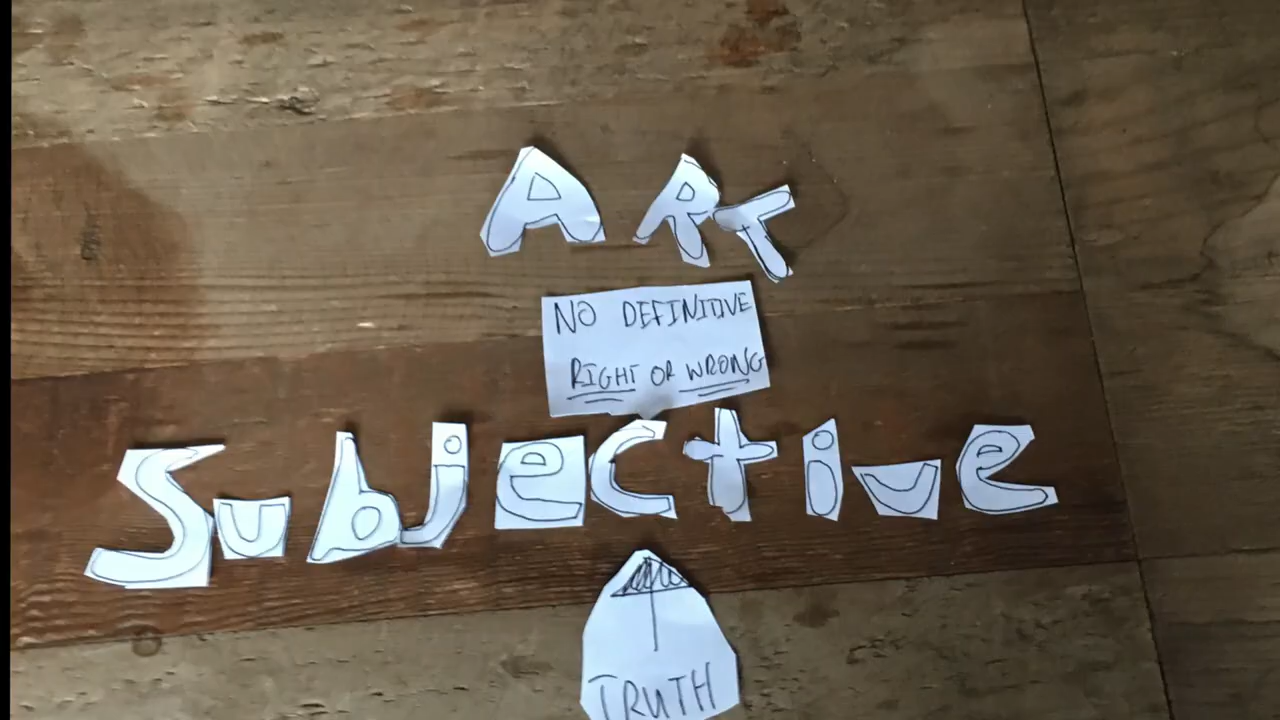 ART
NO DEFINITIVE
RIGHT OR WRONG
Subjective
TRUTH